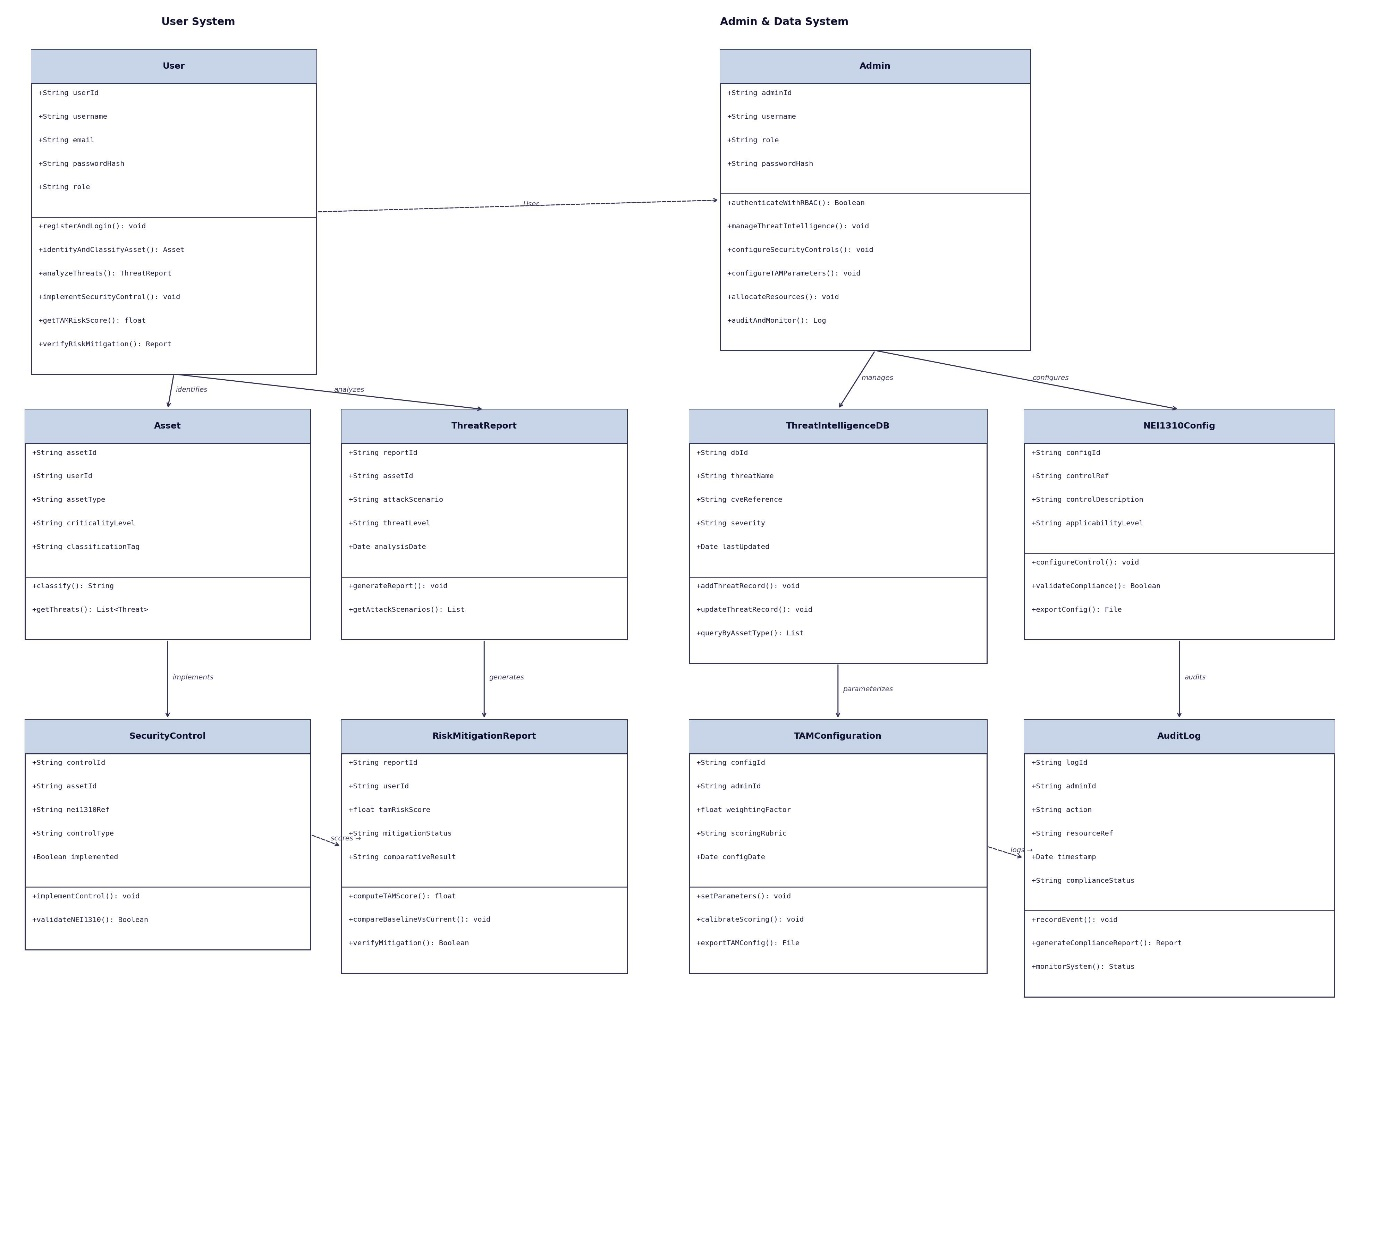 User System
Admin & Data System
User
+String userId
+String username
+String email
+String passwordHash
+String role
+registerAndLogin(): void
+identifyAndClassifyAsset(): Asset
+analyzeThreats(): ThreatReport
+implementSecurityControl(): void
+getTAMRiskScore(): float
+verifyRiskMitigation(): Report
User
Admin
+String adminId
+String username
+String role
+String passwordHash
+authenticateWithRBAC(): Boolean
+manageThreatIntelligence(): void
+configureSecurityControls(): void
+configureTAMParameters(): void
+allocateResources(): void
+auditAndMonitor(): Log
identifies
analyzes
manages
configures
Asset
+String assetId
+String userId
+String assetType
+String criticalityLevel
+String classificationTag
+classify(): String
+getThreats(): List<Threat>
ThreatReport
+String reportId
+String assetId
+String attackScenario
+String threatLevel
+Date analysisDate
+generateReport(): void
+getAttackScenarios(): List
ThreatIntelligenceDB
+String dbId
+String threatName
+String cveReference
+String severity
+Date lastUpdated
+addThreatRecord(): void
+updateThreatRecord(): void
+queryByAssetType(): List
NEI1310Config
+String configId
+String controlRef
+String controlDescription
+String applicabilityLevel
+configureControl(): void
+validateCompliance(): Boolean
+exportConfig(): File
implements
generates
parameterizes
audits
SecurityControl
+String controlId
+String assetId
+String nei1310Ref
+String controlType
+Boolean implemented
+implementControl(): void
+validateNEI1310(): Boolean
scores →
RiskMitigationReport
+String reportId
+String userId
+float tamRiskScore
+String mitigationStatus
+String comparativeResult
+computeTAMScore(): float
+compareBaselineVsCurrent(): void
+verifyMitigation(): Boolean
TAMConfiguration
+String configId
+String adminId
+float weightingFactor
+String scoringRubric
+Date configDate
+setParameters(): void
+calibrateScoring(): void
+exportTAMConfig(): File
logs →
AuditLog
+String logId
+String adminId
+String action
+String resourceRef
+Date timestamp
+String complianceStatus
+recordEvent(): void
+generateComplianceReport(): Report
+monitorSystem(): Status